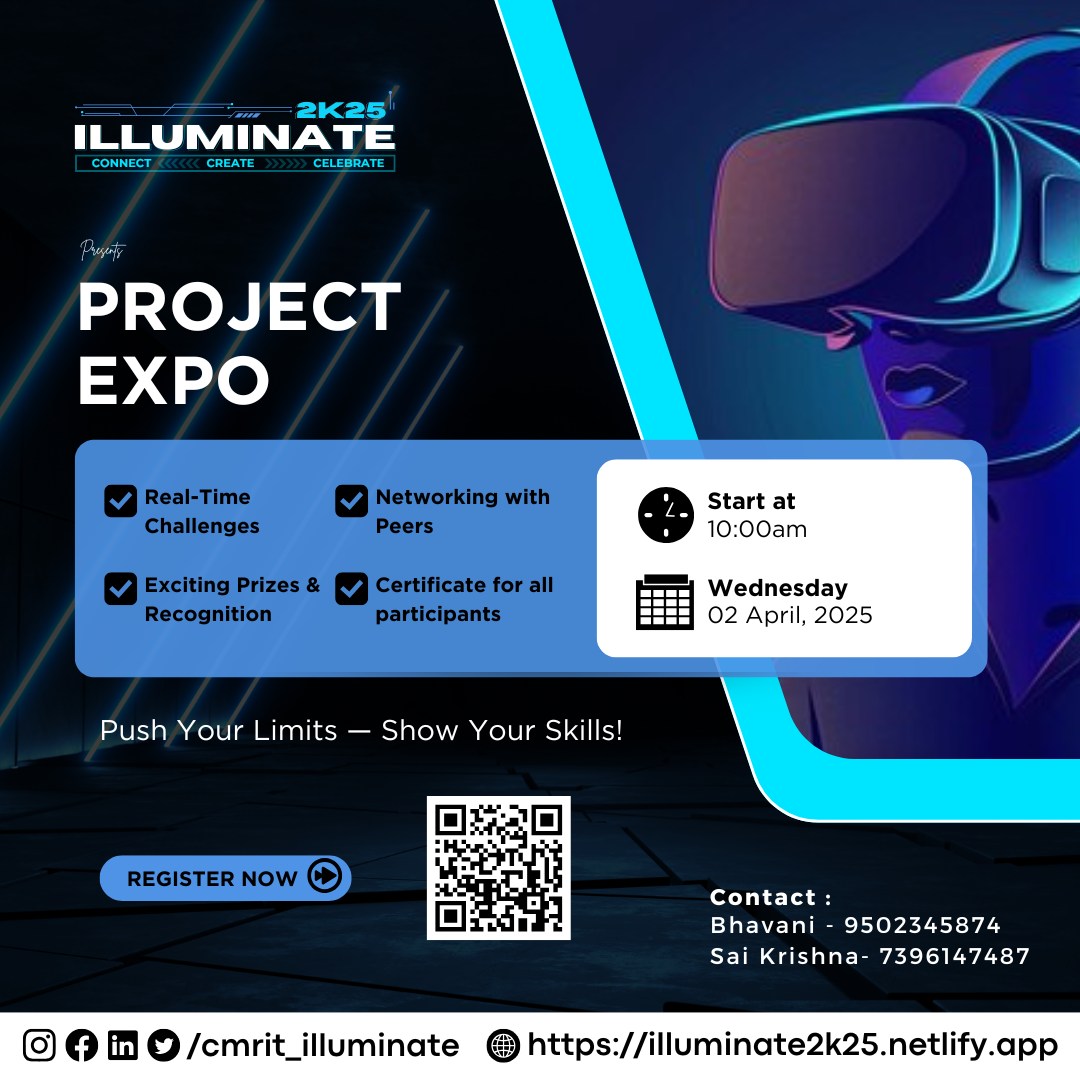 2K25
ILLUMINATE
CONNECT <<<<< CREATE >>>>> CELEBRATE
Presents
PROJECT
EXPO
Real-Time
Challenges
Networking with
Peers
Exciting Prizes &
Recognition
Certificate for all
participants
Start at
10:00am
Wednesday
02 April, 2025
Push Your Limits — Show Your Skills!
REGISTER NOW
Contact :
Bhavani - 9502345874
Sai Krishna- 7396147487
/cmrit_illuminate
https://illuminate2k25.netlify.app